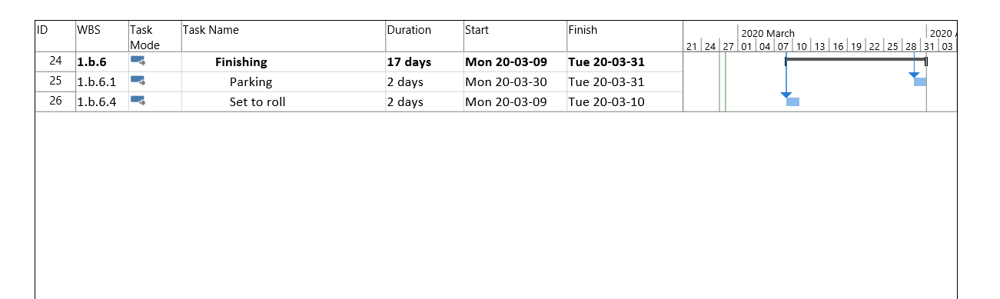 ID WBS Task Mode Task Name Duration Start Finish
2020 March 2020 A
21 24 27 01 04 07 10 13 16 19 22 25 28 31 03
24 1.b.6 Finishing 17 days Mon 20-03-09 Tue 20-03-31
25 1.b.6.1 Parking 2 days Mon 20-03-30 Tue 20-03-31
26 1.b.6.4 Set to roll 2 days Mon 20-03-09 Tue 20-03-10